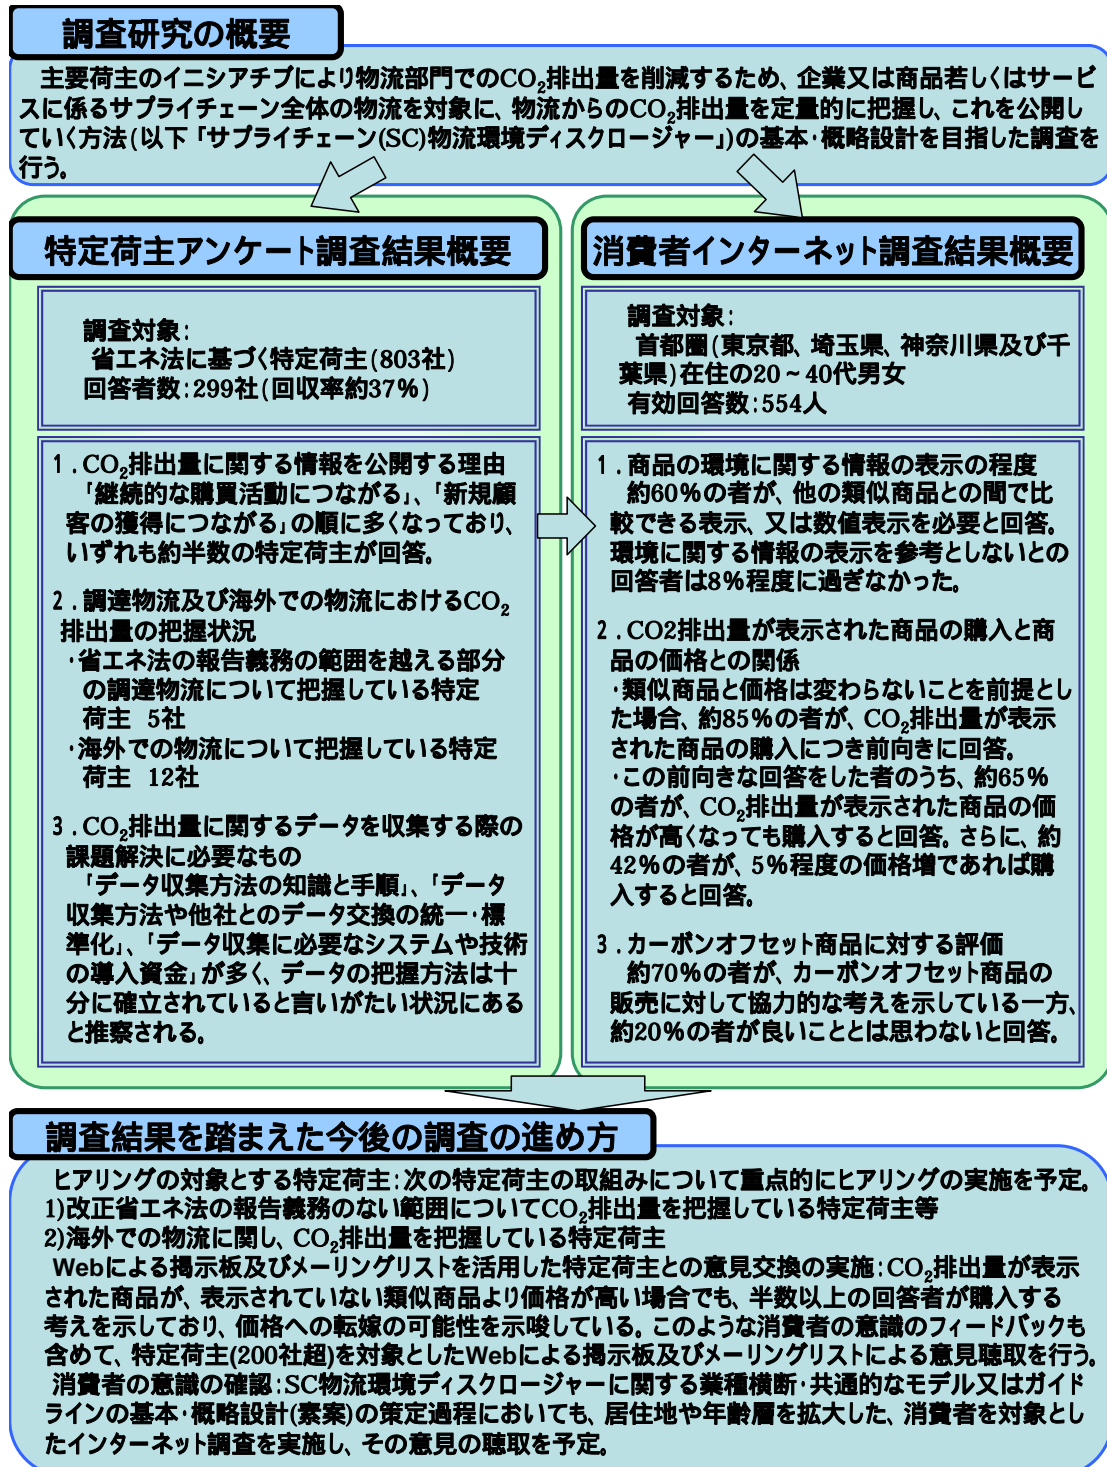 調査研究の概要
主要荷主のイニシアチブにより物流部門でのCO2排出量を削減するため、企業又は商品若しくはサービ
スに係るサプライチェーン全体の物流を対象に、物流からのCO2排出量を定量的に把握し、これを公開し
ていく方法(以下「サプライチェーン(SC)物流環境ディスクロージャー」)の基本・概略設計を目指した調査を
行う。
特定荷主アンケート調査結果概要
調査対象:
省エネ法に基づく特定荷主(803社)
回答者数:299社(回収率約37%)
1.CO2排出量に関する情報を公開する理由
「継続的な購買活動につながる」、「新規顧
客の獲得につながる」の順に多くなっており、
いずれも約半数の特定荷主が回答。
2.調達物流及び海外での物流におけるCO2
排出量の把握状況
・省エネ法の報告義務の範囲を越える部分
の調達物流について把握している特定
荷主 5社
・海外での物流について把握している特定
荷主 12社
3.CO2排出量に関するデータを収集する際の
課題解決に必要なもの
「データ収集方法の知識と手順」、「データ
収集方法や他社とのデータ交換の統一・標
準化」、「データ収集に必要なシステムや技術
の導入資金」が多く、データの把握方法は十
分に確立されていると言いがたい状況にある
と推察される。
消費者インターネット調査結果概要
調査対象:
首都圏(東京都、埼玉県、神奈川県及び千
葉県)在住の20~40代男女
有効回答数:554人
1.商品の環境に関する情報の表示の程度
約60%の者が、他の類似商品との間で比
較できる表示、又は数値表示を必要と回答。
環境に関する情報の表示を参考としないとの
回答者は8%程度に過ぎなかった。
2.CO2排出量が表示された商品の購入と商
品の価格との関係
・類似商品と価格は変わらないことを前提とし
た場合、約85%の者が、CO2排出量が表示
された商品の購入につき前向きに回答。
・この前向きな回答をした者のうち、約65%
の者が、CO2排出量が表示された商品の価
格が高くなっても購入すると回答。さらに、約
42%の者が、5%程度の価格増であれば購
入すると回答。
3.カーボンオフセット商品に対する評価
約70%の者が、カーボンオフセット商品の
販売に対して協力的な考えを示している一方、
約20%の者が良いこととは思わないと回答。
調査結果を踏まえた今後の調査の進め方
ヒアリングの対象とする特定荷主:次の特定荷主の取組みについて重点的にヒアリングの実施を予定。
1)改正省エネ法の報告義務のない範囲についてCO2排出量を把握している特定荷主等
2)海外での物流に関し、CO2排出量を把握している特定荷主
Webによる掲示板及びメーリングリストを活用した特定荷主との意見交換の実施:CO2排出量が表示
された商品が、表示されていない類似商品より価格が高い場合でも、半数以上の回答者が購入する
考えを示しており、価格への転嫁の可能性を示唆している。このような消費者の意識のフィードバックも
含めて、特定荷主(200社超)を対象としたWebによる掲示板及びメーリングリストによる意見聴取を行う。
消費者の意識の確認:SC物流環境ディスクロージャーに関する業種横断・共通的なモデル又はガイド
ラインの基本・概略設計(素案)の策定過程においても、居住地や年齢層を拡大した、消費者を対象とし
たインターネット調査を実施し、その意見の聴取を予定。